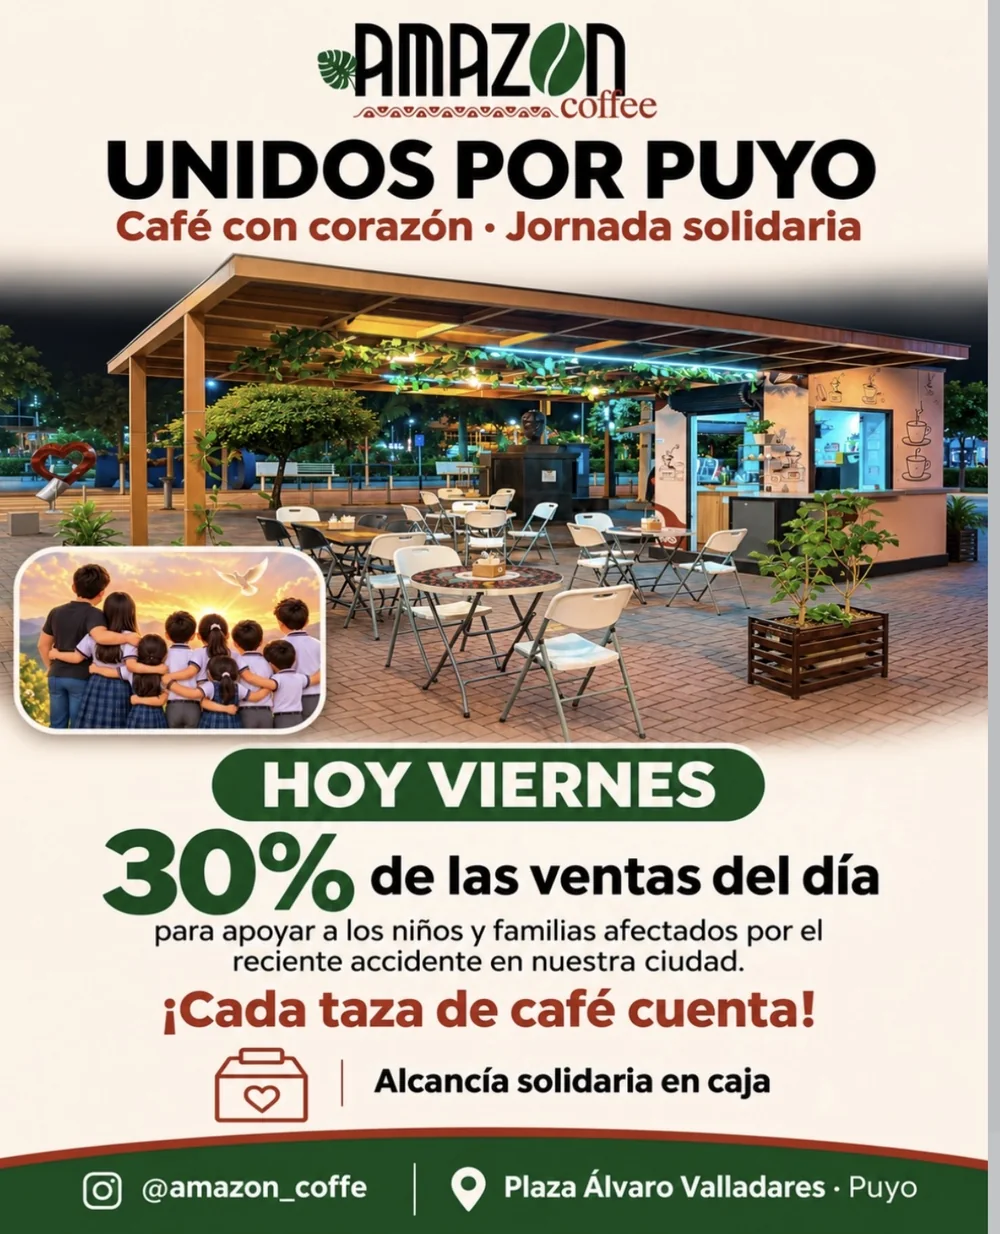 AMAZON
coffee
UNIDOS POR PUYO
Café con corazón • Jornada solidaria
HOY VIERNES
30% de las ventas del día
para apoyar a los niños y familias afectados por el
reciente accidente en nuestra ciudad.
¡Cada taza de café cuenta!
Alcancía solidaria en caja
@amazon_coffe
Plaza Álvaro Valladares · Puyo